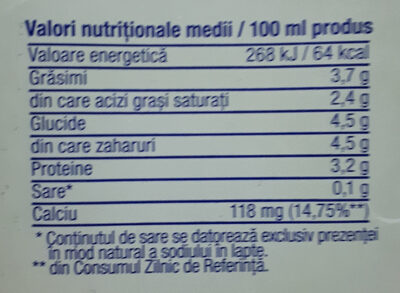 Valori nutriționale medii / 100 ml produs
Valoare energetică 268 kJ / 64 kcal
Grăsimi 3,7 g
din care acizi grași saturați 2,4 g
Glucide 4,5 g
din care zaharuri 4,5 g
Proteine 3,2 g
Sare* 0,1 g
Calciu 118 mg (14,75%**)
* Conținutul de sare se datorează exclusiv prezenței
în mod natural a sodiului în lapte.
** din Consumul Zilnic de Referință.